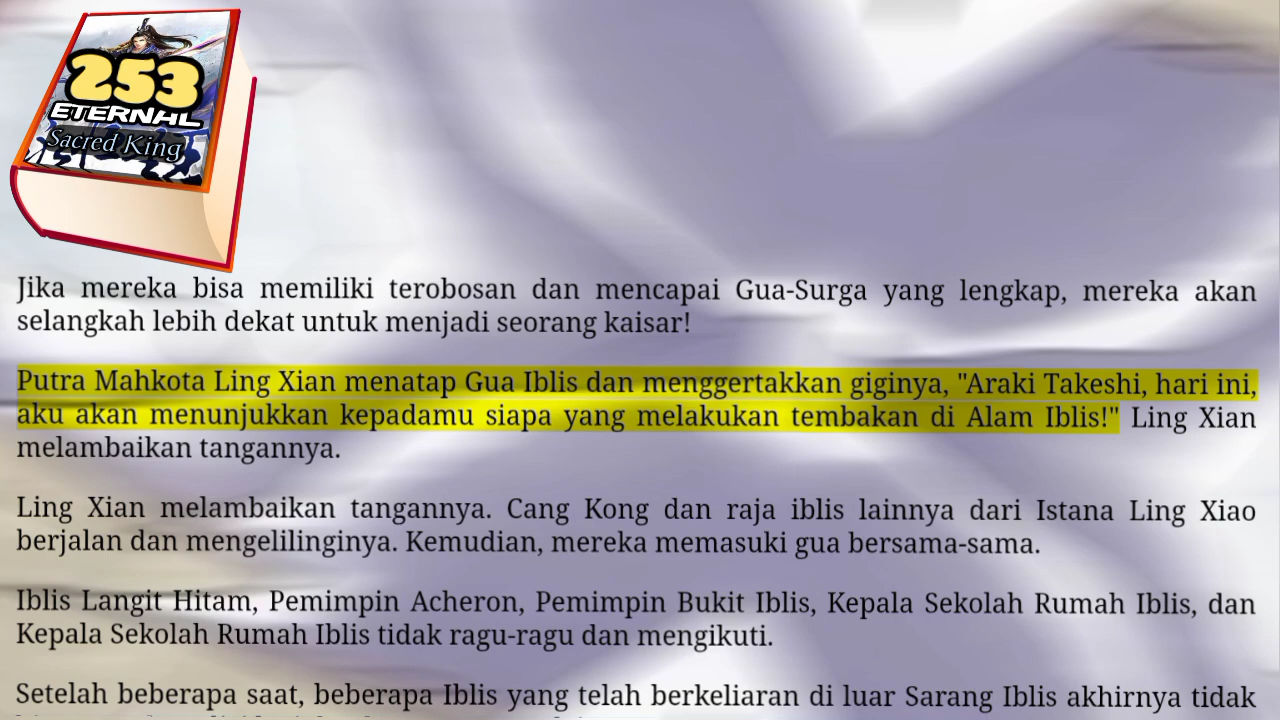 253
ETERNAL
Sacred King
Jika mereka bisa memiliki terobosan dan mencapai Gua-Surga yang lengkap, mereka akan
selangkah lebih dekat untuk menjadi seorang kaisar!
Putra Mahkota Ling Xian menatap Gua Iblis dan menggertakkan giginya, "Araki Takeshi, hari ini,
aku akan menunjukkan kepadamu siapa yang melakukan tembakan di Alam Iblis!" Ling Xian
melambaikan tangannya.
Ling Xian melambaikan tangannya. Cang Kong dan raja iblis lainnya dari Istana Ling Xiao
berjalan dan mengelilinginya. Kemudian, mereka memasuki gua bersama-sama.
Iblis Langit Hitam, Pemimpin Acheron, Pemimpin Bukit Iblis, Kepala Sekolah Rumah Iblis, dan
Kepala Sekolah Rumah Iblis tidak ragu-ragu dan mengikuti.
Setelah beberapa saat, beberapa Iblis yang telah berkeliaran di luar Sarang Iblis akhirnya tidak